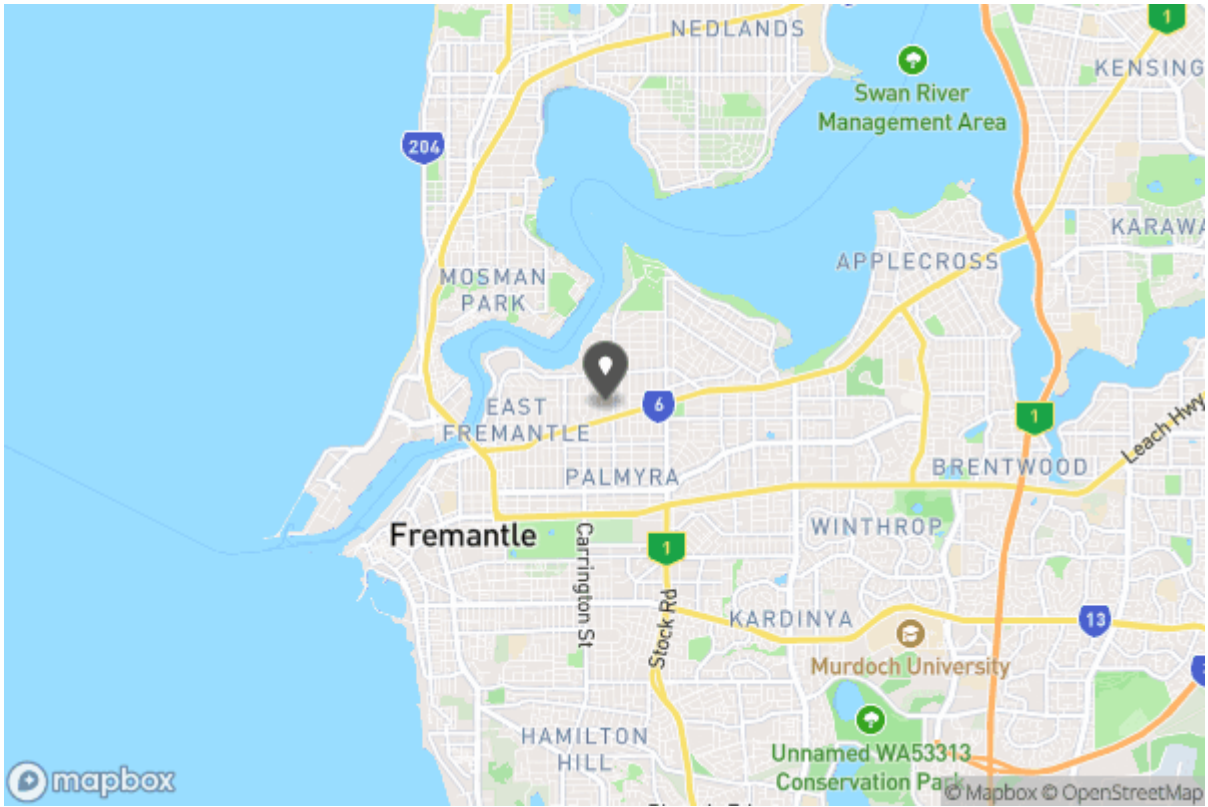 NEDLANDS
1
KENSING
Swan River
Management Area
204
KARAWA
APPLECROSS
MOSMAN
PARK
EAST
FREMANTLE
6
1
Leach Hwy
BRENTWOOD
PALMYRA
WINTHROP
Fremantle
Carrington St
1
Stock Rd
KARDINYA
13
Murdoch University
HAMILTON
HILL
Unnamed WA53313
Conservation Park
mapbox
© Mapbox © OpenStreetMap